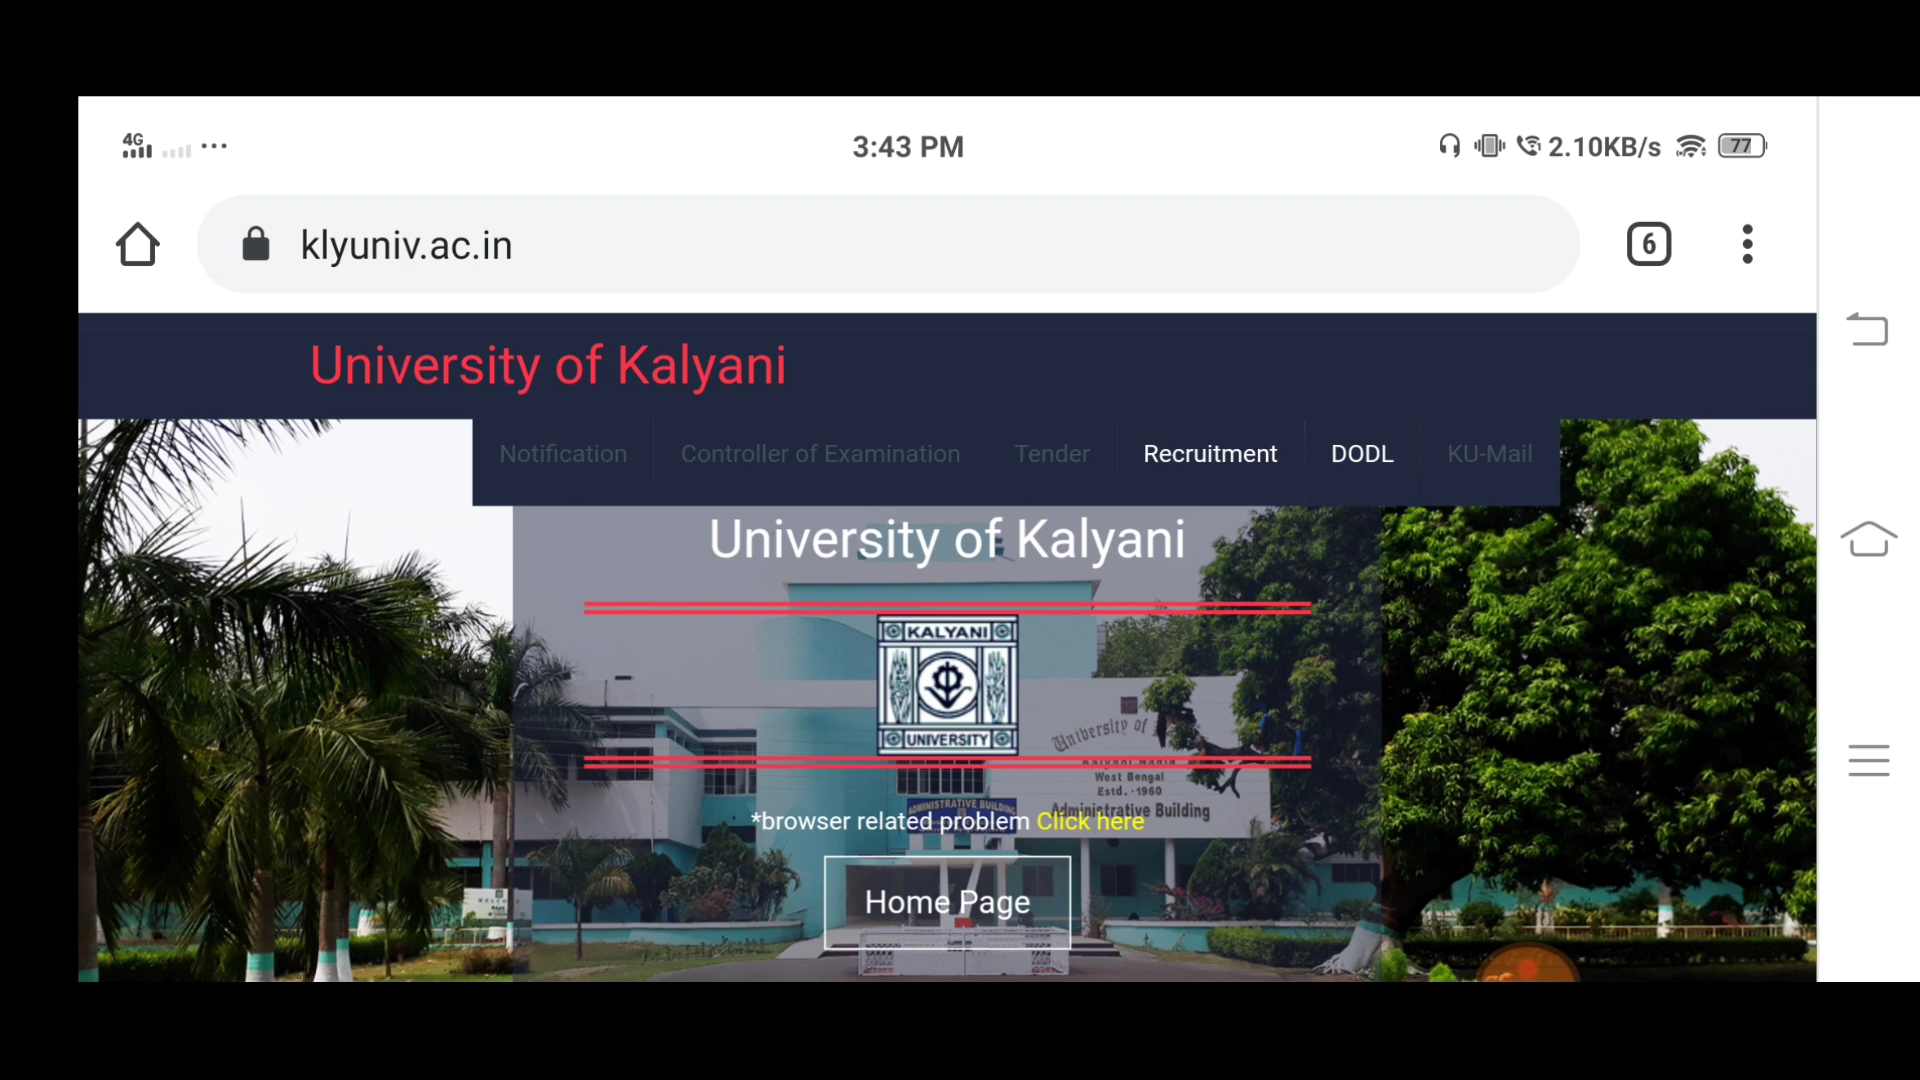 4G
3:43 PM
2.10KB/s
77
klyuniv.ac.in
6
University of Kalyani
Notification
Controller of Examination
Tender
Recruitment
DODL
KU-Mail
University of Kalyani
KALYANI
UNIVERSITY
University of
West Bengal
Estd. - 1960
Administrative Building
ADMINISTRATIVE BUILDING
*browser related problem Click here
Home Page